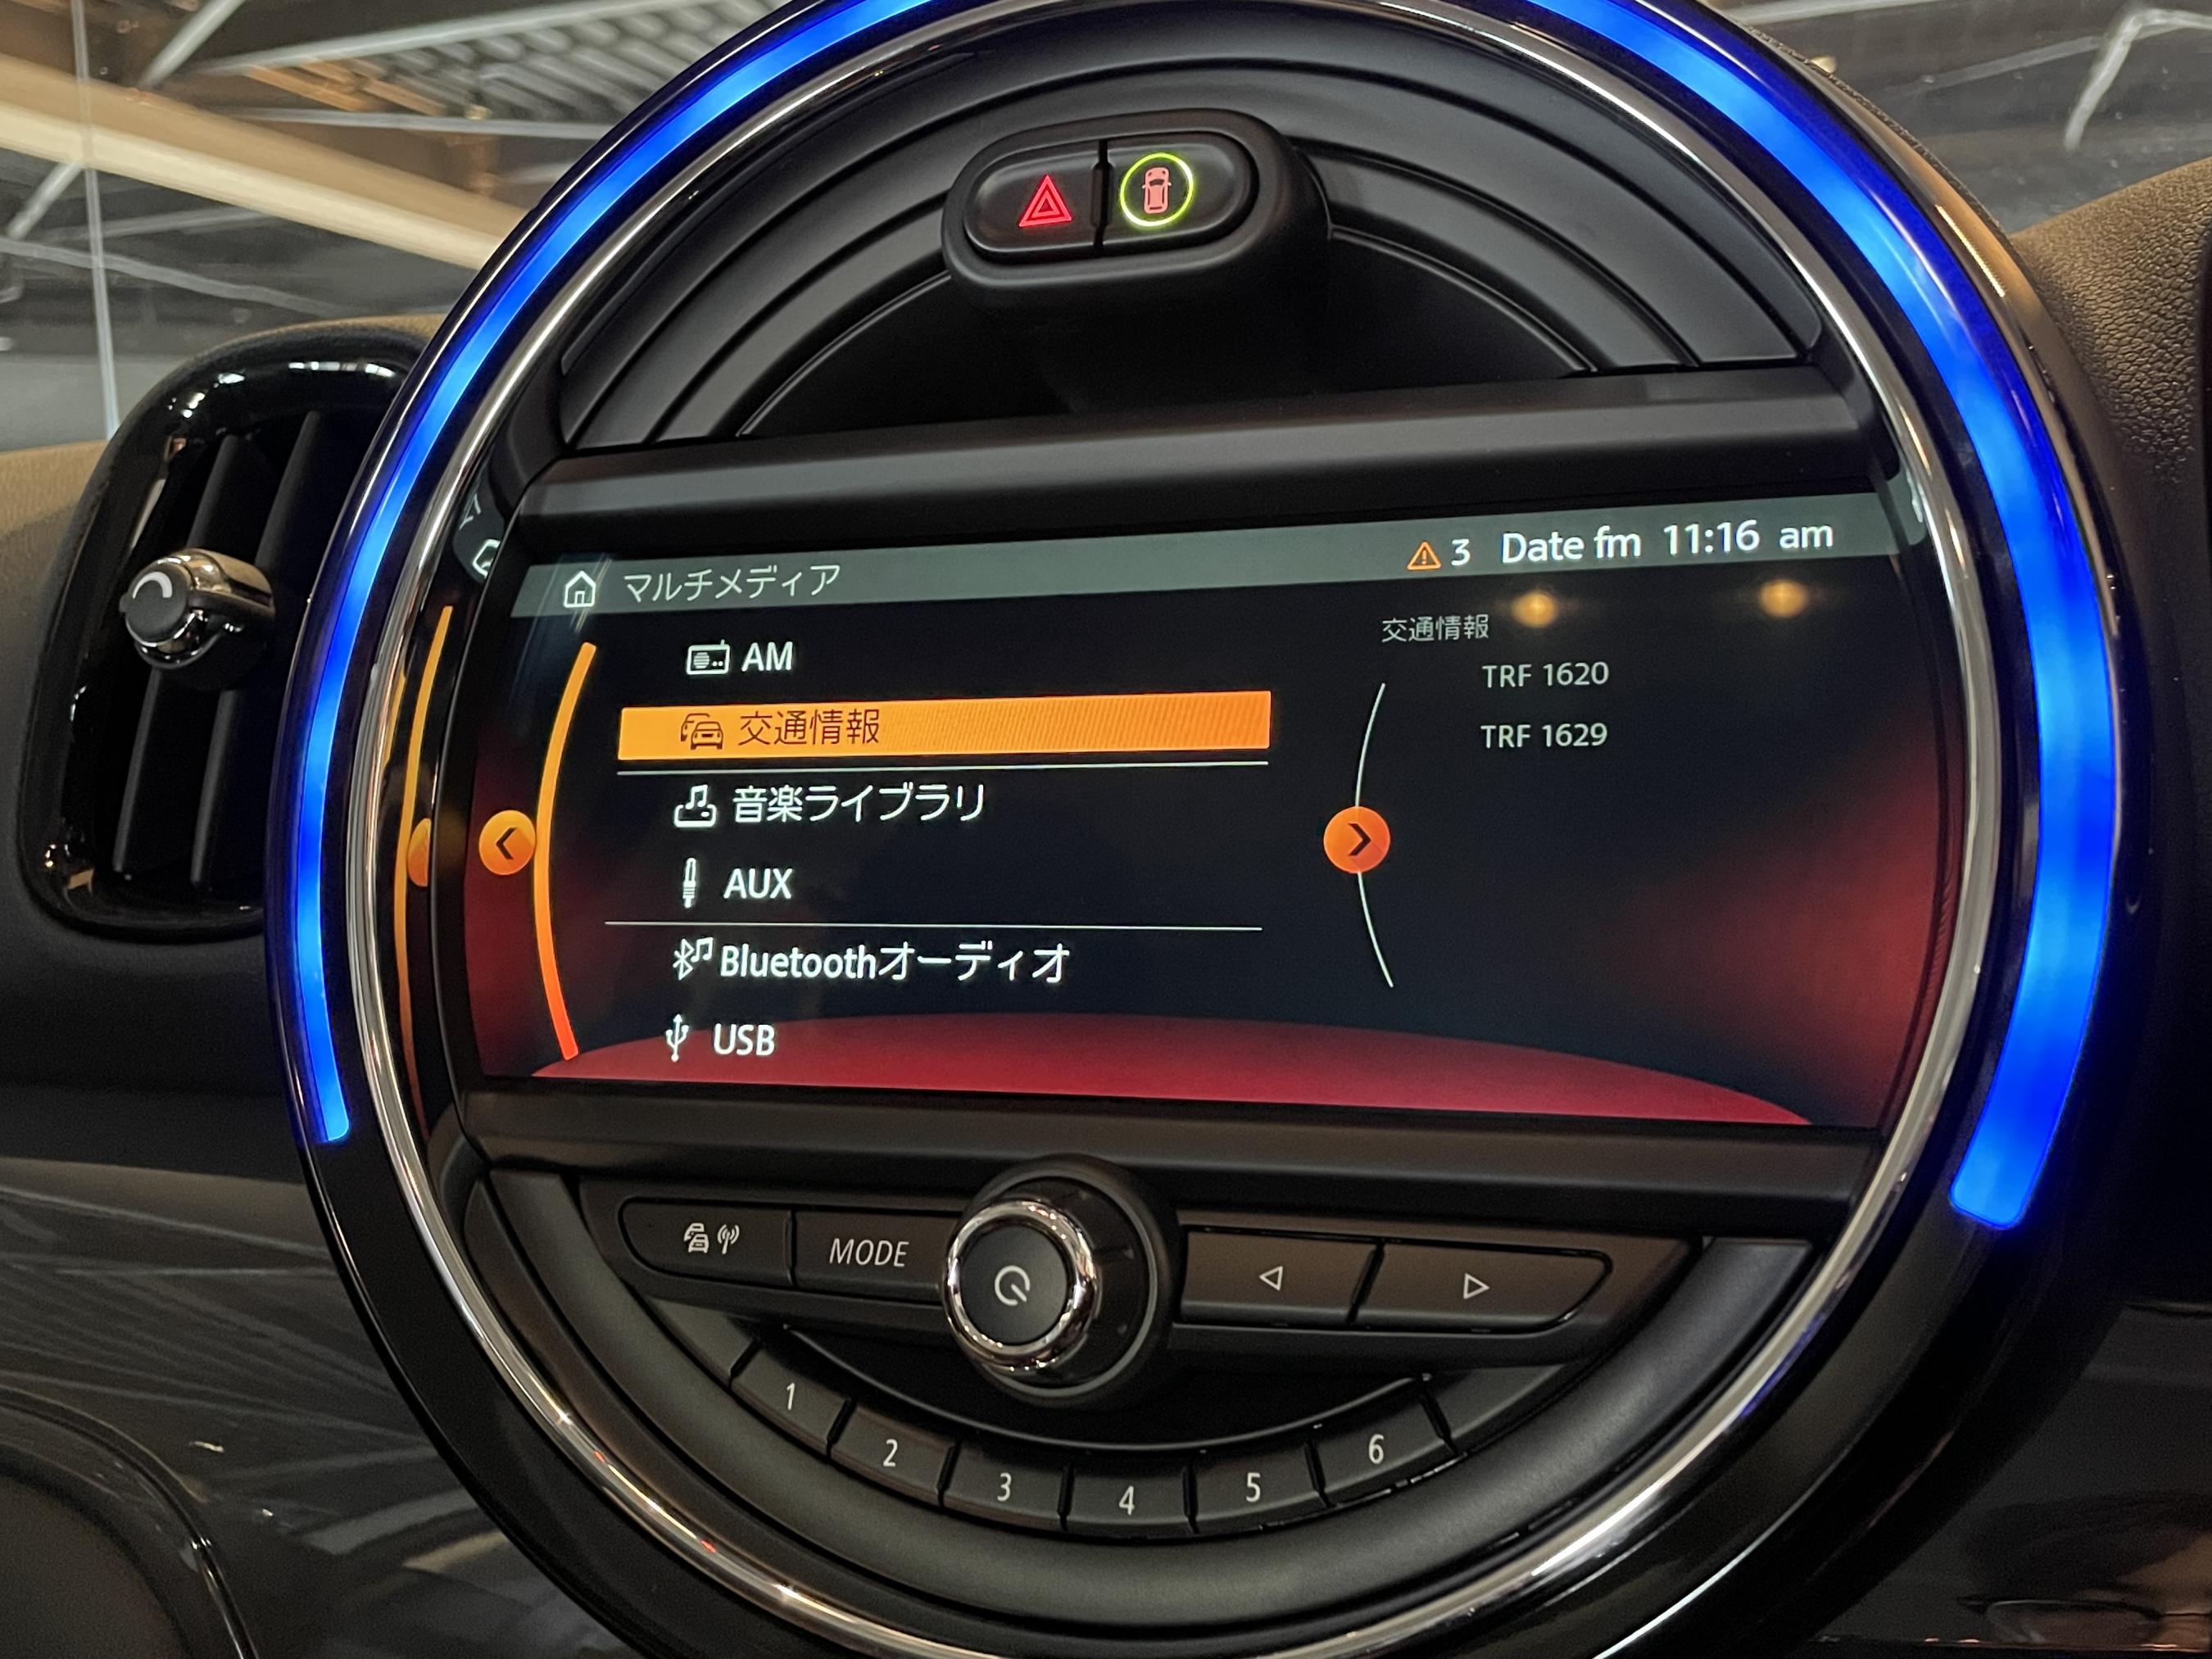 マルチメディア
3 Date fm 11:16 am
AM
交通情報
音楽ライブラリ
AUX
Bluetoothオーディオ
USB
交通情報
TRF 1620
TRF 1629
MODE
1
2
3
4
5
6